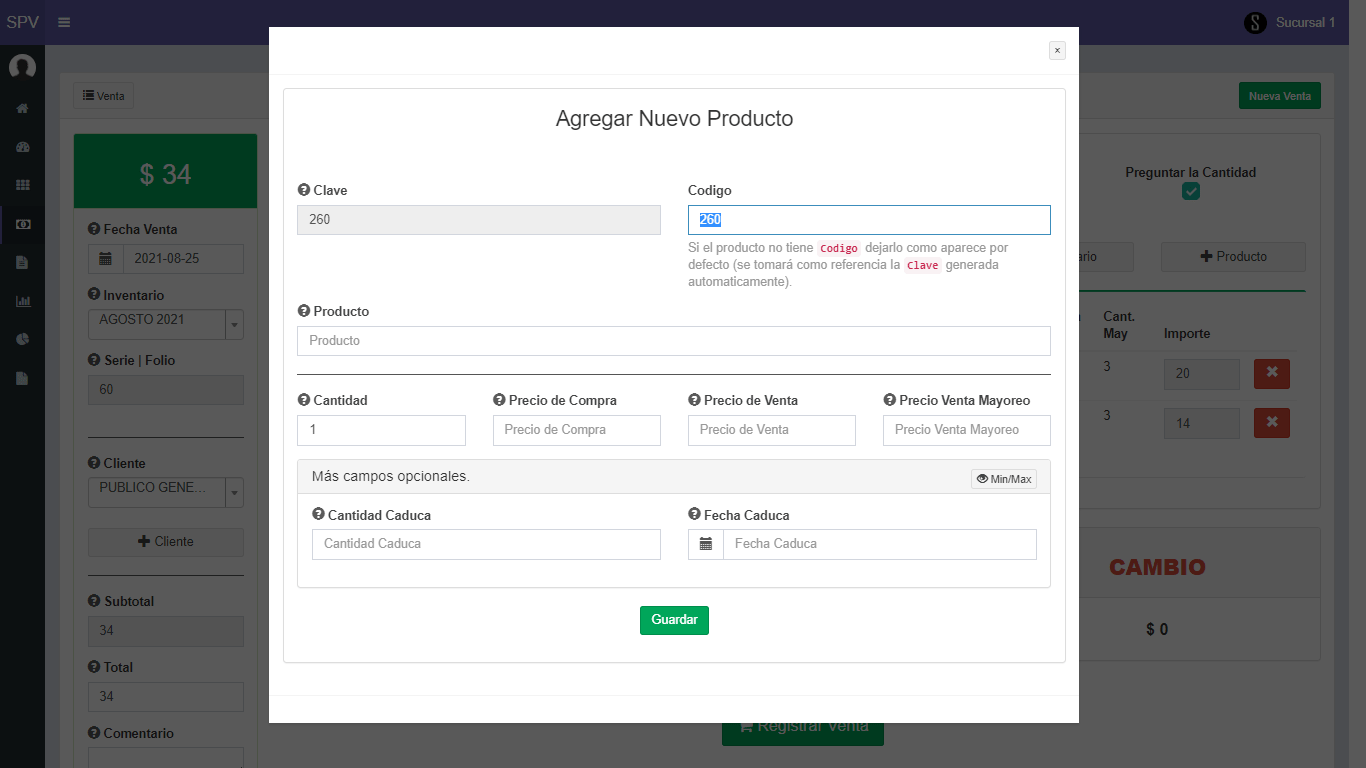 SPV
Sucursal 1
×
Venta
Nueva Venta
$ 34
Fecha Venta
2021-08-25
Inventario
AGOSTO 2021
Serie | Folio
60
Cliente
PUBLICO GENE...
Cliente
Subtotal
34
Total
34
Comentario
Agregar Nuevo Producto
Clave
260
Codigo
260
Si el producto no tiene Codigo dejarlo como aparece por
defecto (se tomará como referencia la Clave generada
automaticamente).
Producto
Producto
Cantidad
1
Precio de Compra
Precio de Compra
Precio de Venta
Precio de Venta
Precio Venta Mayoreo
Precio Venta Mayoreo
Más campos opcionales.
Min/Max
Cantidad Caduca
Cantidad Caduca
Fecha Caduca
Fecha Caduca
Guardar
Preguntar la Cantidad
Producto
Cant.
May
Importe
3
20
3
14
CAMBIO
$ 0
Registrar Venta